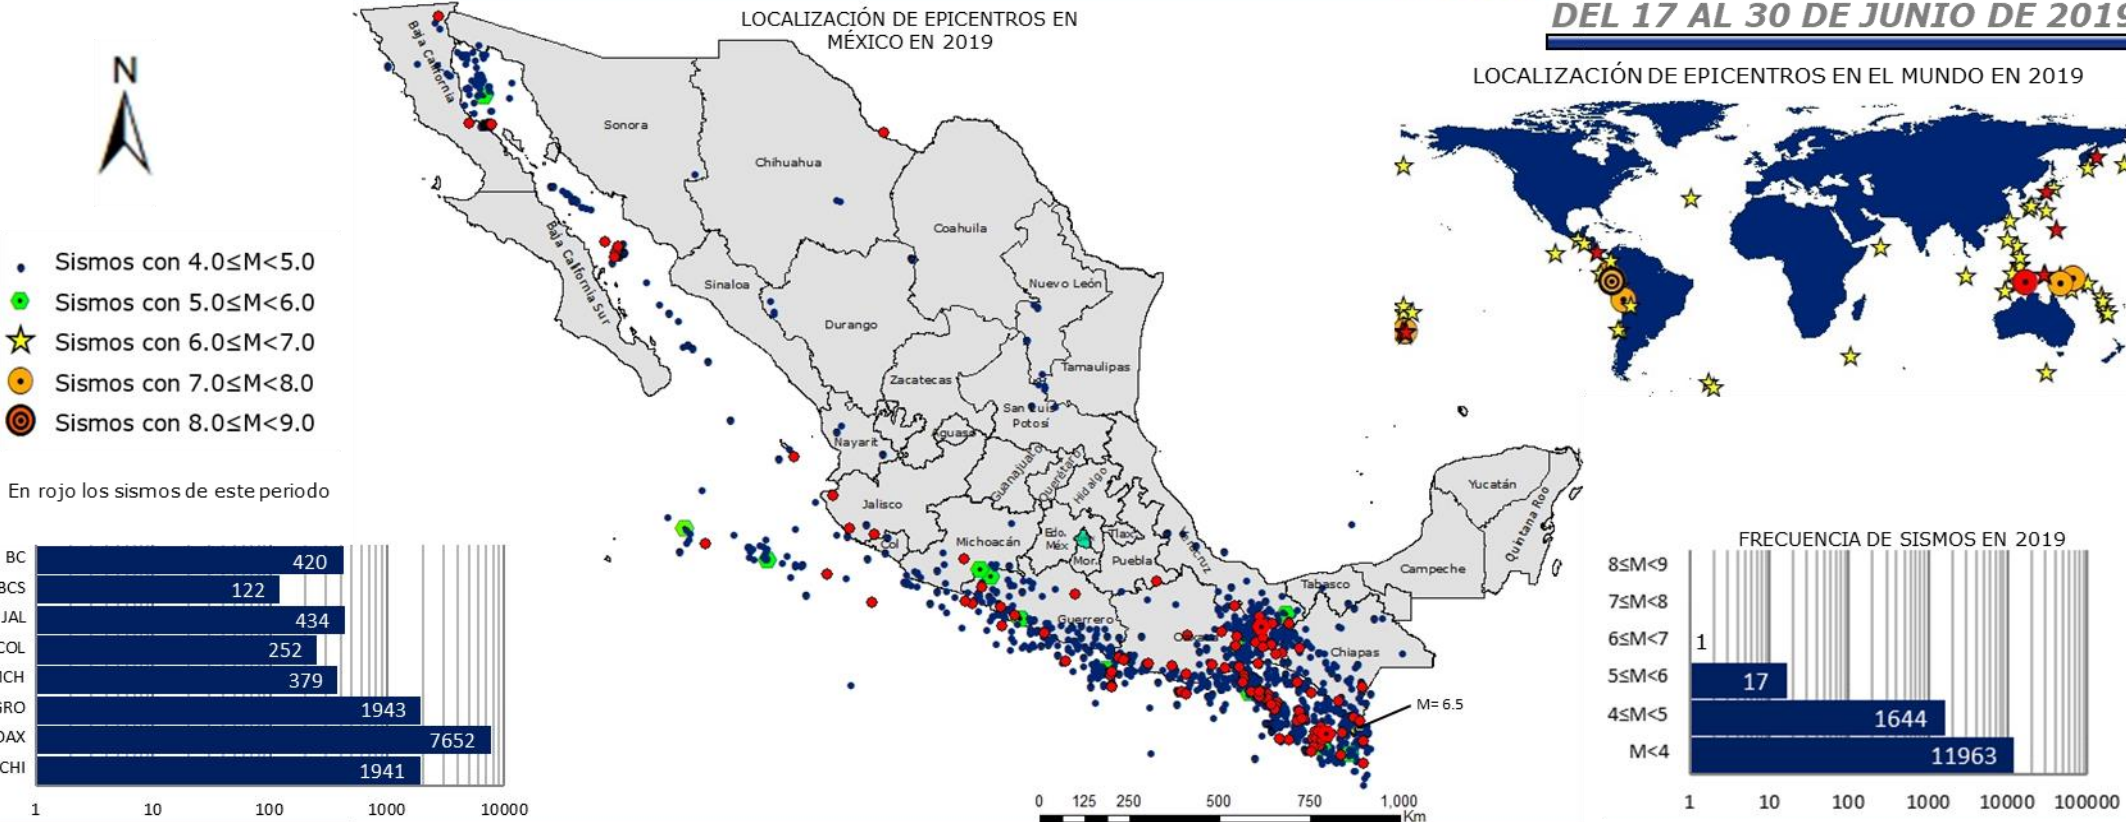 LOCALIZACIÓN DE EPICENTROS EN
MÉXICO EN 2019
DEL 17 AL 30 DE JUNIO DE 2019
LOCALIZACIÓN DE EPICENTROS EN EL MUNDO EN 2019
N
Sismos con 4.0≤M<5.0
Sismos con 5.0≤M<6.0
Sismos con 6.0≤M<7.0
Sismos con 7.0≤M<8.0
Sismos con 8.0≤M<9.0
En rojo los sismos de este periodo
BC 420
BCS 122
JAL 434
COL 252
MCH 379
GRO 1943
OAX 7652
CHI 1941
1 10 100 1000 10000
Baja California
Sonora
Chihuahua
Coahuila
Baja California Sur
Sinaloa
Nuevo León
Durango
Tamaulipas
Zacatecas
San Luis
Potosí
Nayarit
Aguasc
Guanajuato
Querétaro
Hidalgo
Jalisco
Col
Michoacán
Edo.
Méx
Tlax
Mor.
Puebla
Veracruz
Yucatán
Quintana Roo
Campeche
Tabasco
Guerrero
Oaxaca
Chiapas
M= 6.5
0 125 250 500 750 1,000
Km
FRECUENCIA DE SISMOS EN 2019
8≤M<9
7≤M<8
6≤M<7 1
5≤M<6 17
4≤M<5 1644
M<4 11963
1 10 100 1000 10000 100000